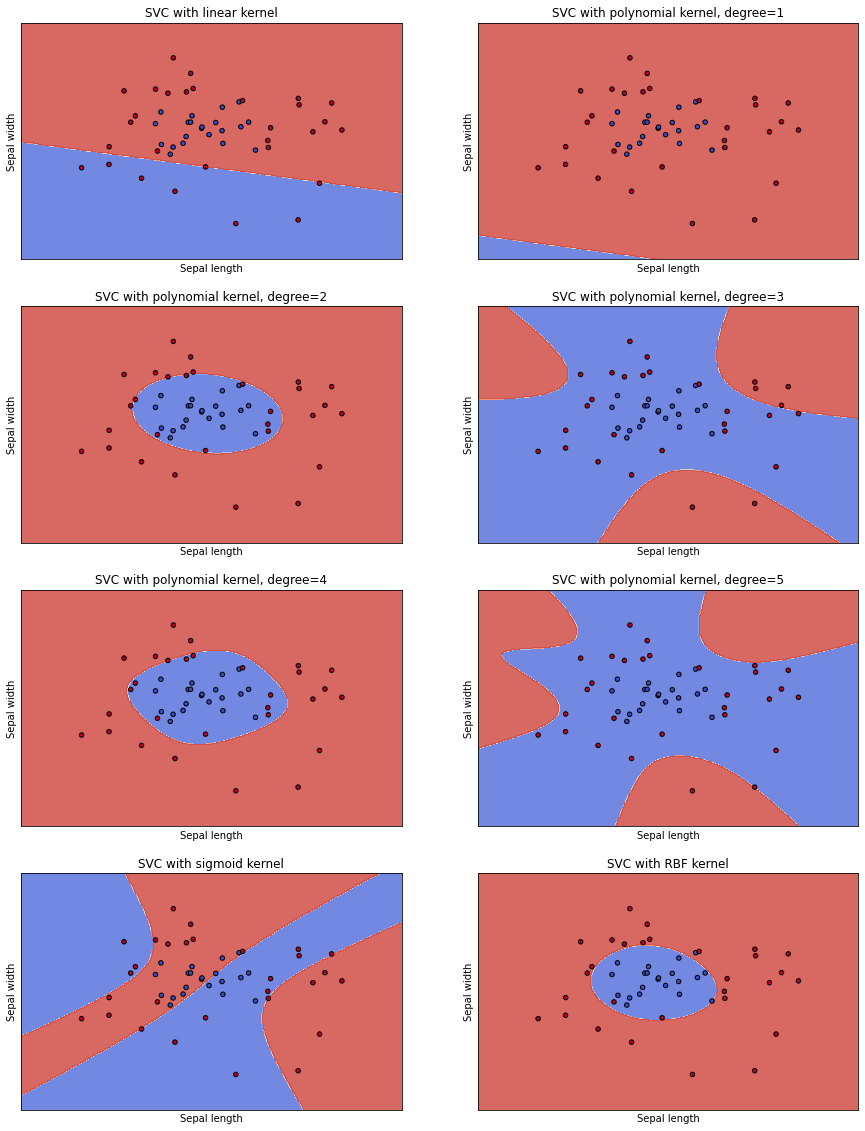 SVC with linear kernel
Sepal width
Sepal length
SVC with polynomial kernel, degree=1
Sepal width
Sepal length
SVC with polynomial kernel, degree=2
Sepal width
Sepal length
SVC with polynomial kernel, degree=3
Sepal width
Sepal length
SVC with polynomial kernel, degree=4
Sepal width
Sepal length
SVC with polynomial kernel, degree=5
Sepal width
Sepal length
SVC with sigmoid kernel
Sepal width
Sepal length
SVC with RBF kernel
Sepal width
Sepal length